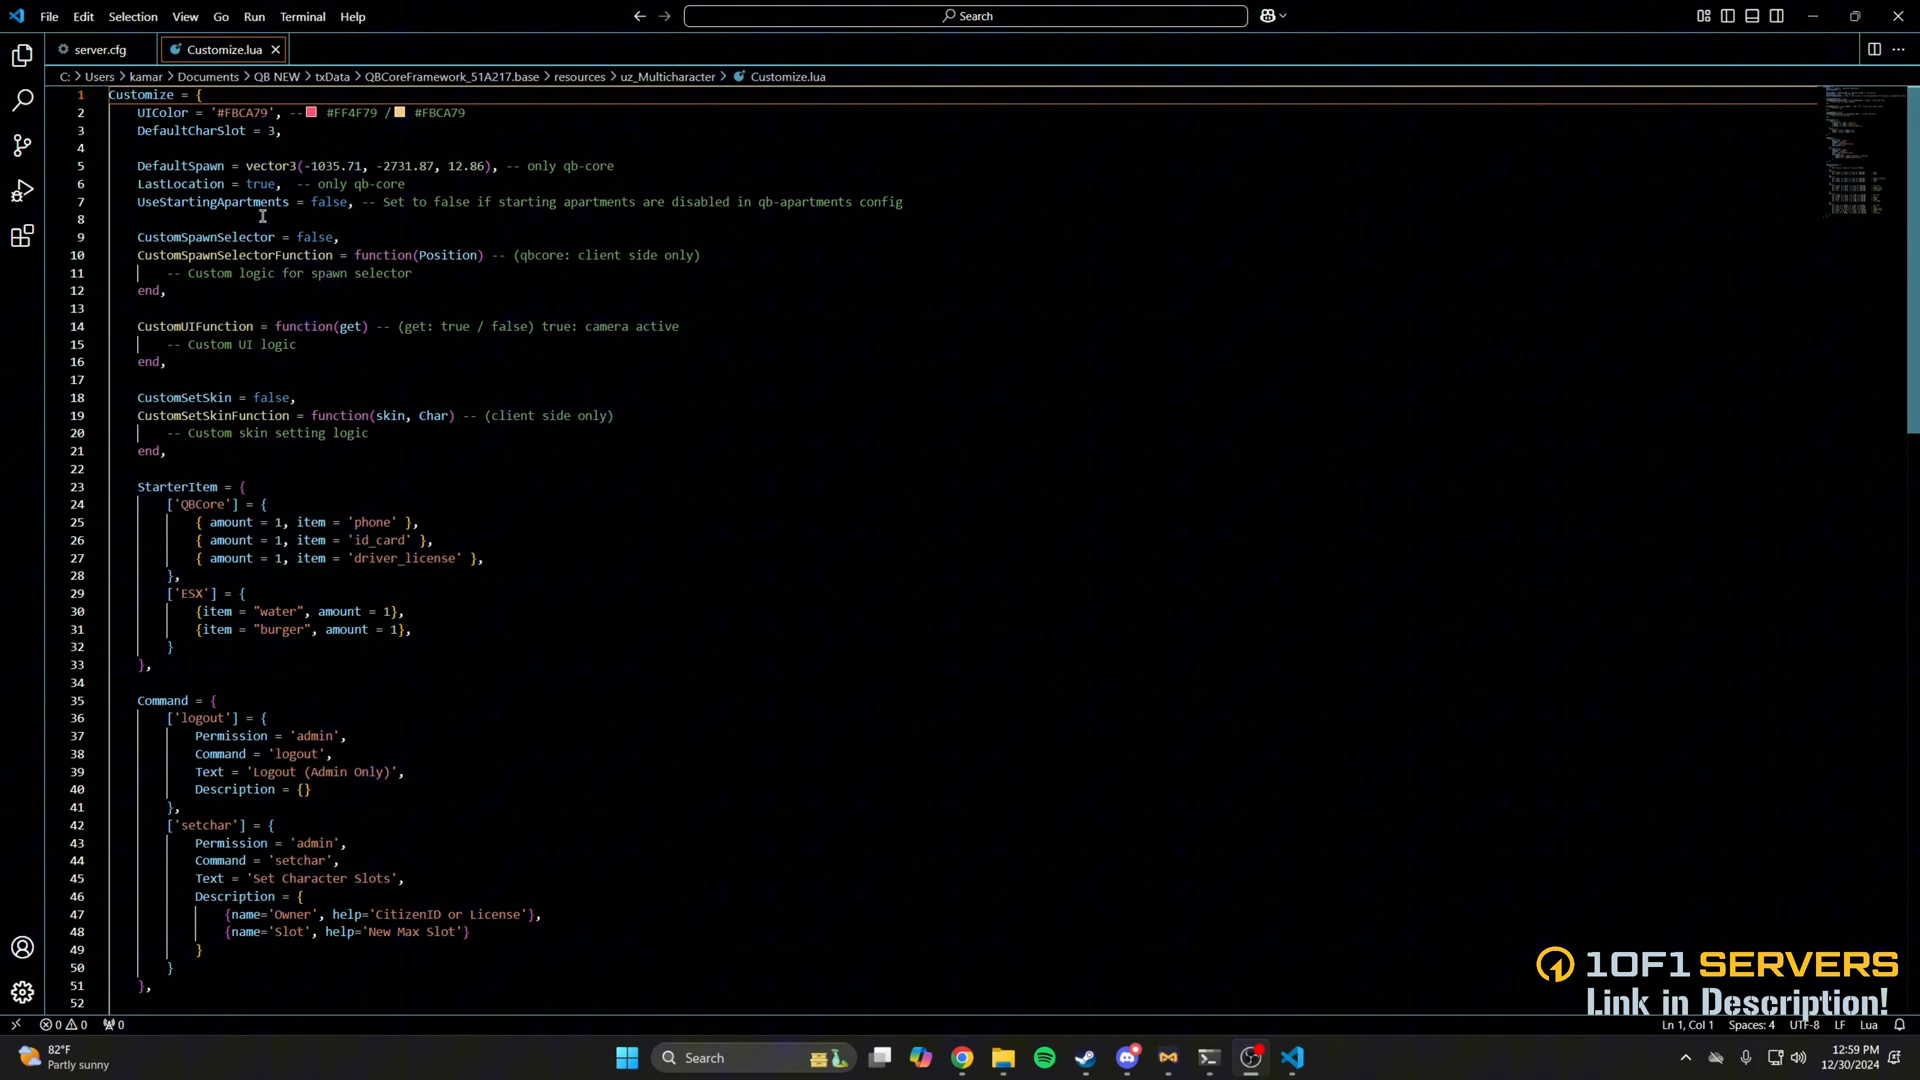 File Edit Selection View Go Run Terminal Help
Search
server.cfg
Customize.lua
C: > Users > kamar > Documents > QB NEW > txData > QBCoreFramework_51A217.base > resources > uz_Multicharacter > Customize.lua
1 Customize = {
2 UIColor = '#FBCA79', -- #FF4F79 / #FBCA79
3 DefaultCharSlot = 3,
4
5 DefaultSpawn = vector3(-1035.71, -2731.87, 12.86), -- only qb-core
6 LastLocation = true, -- only qb-core
7 UseStartingApartments = false, -- Set to false if starting apartments are disabled in qb-apartments config
8
9 CustomSpawnSelector = false,
10 CustomSpawnSelectorFunction = function(Position) -- (qbcore: client side only)
11 -- Custom logic for spawn selector
12 end,
13
14 CustomUIFunction = function(get) -- (get: true / false) true: camera active
15 -- Custom UI logic
16 end,
17
18 CustomSetSkin = false,
19 CustomSetSkinFunction = function(skin, Char) -- (client side only)
20 -- Custom skin setting logic
21 end,
22
23 StarterItem = {
24 ['QBCore'] = {
25 { amount = 1, item = 'phone' },
26 { amount = 1, item = 'id_card' },
27 { amount = 1, item = 'driver_license' },
28 },
29 ['ESX'] = {
30 {item = "water", amount = 1},
31 {item = "burger", amount = 1},
32 }
33 },
34
35 Command = {
36 ['logout'] = {
37 Permission = 'admin',
38 Command = 'logout',
39 Text = 'Logout (Admin Only)',
40 Description = {}
41 },
42 ['setchar'] = {
43 Permission = 'admin',
44 Command = 'setchar',
45 Text = 'Set Character Slots',
46 Description = {
47 {name='Owner', help='CitizenID or License'},
48 {name='Slot', help='New Max Slot'}
49 }
50 }
51 },
52
1OF1 SERVERS
Link in Description!
0 0 0
Ln 1, Col 1 Spaces: 4 UTF-8 LF Lua
82°F
Partly sunny
Search
12:59 PM
12/30/2024